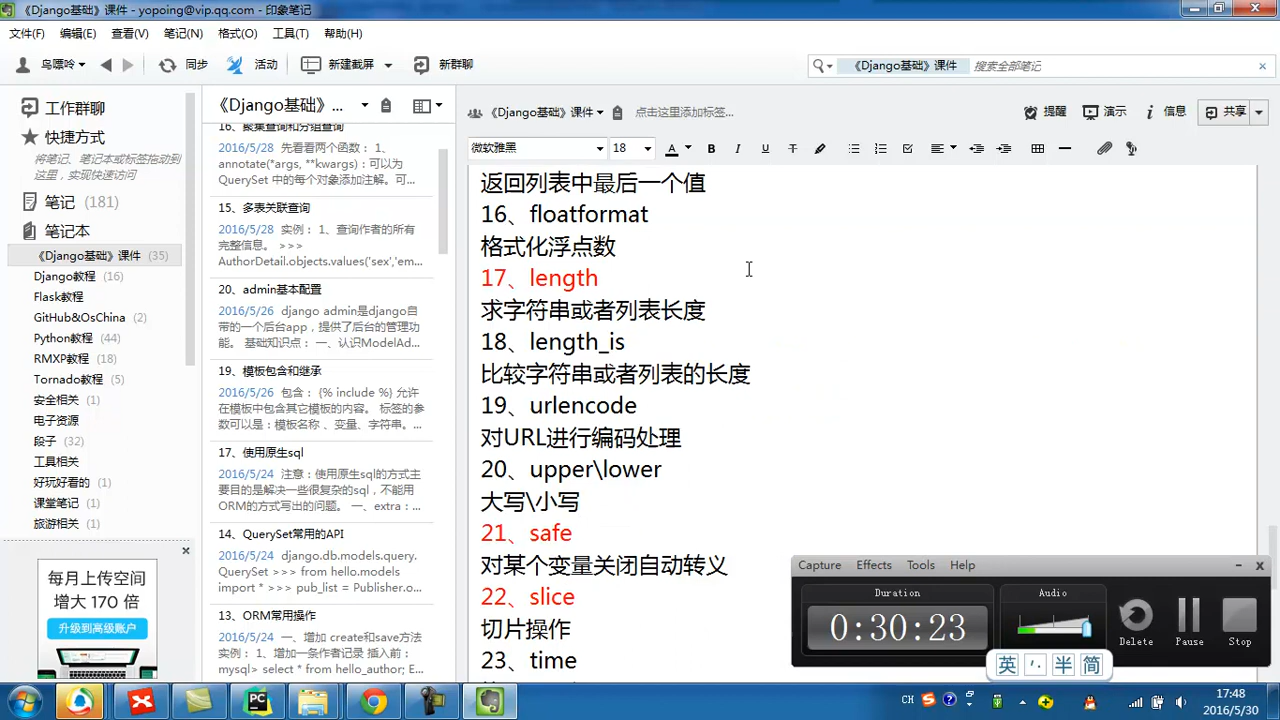 《Django基础》课件 - yopoing@vip.qq.com - 印象笔记
文件(F) 编辑(E) 查看(V) 笔记(N) 格式(O) 工具(T) 帮助(H)
鸟嘌呤 同步 活动 新建截屏 新群聊
《Django基础》课件 搜索全部笔记
工作群聊
快捷方式
将笔记、笔记本或标签拖动到
这里，实现快速访问
笔记 (181)
笔记本
《Django基础》课件 (35)
Django教程 (16)
Flask教程
GitHub&OsChina (2)
Python教程 (44)
RMXP教程 (18)
Tornado教程 (5)
安全相关 (1)
电子资源
段子 (32)
工具相关
好玩好看的 (1)
课堂笔记 (1)
旅游相关 (1)
每月上传空间
增大 170 倍
升级到高级账户
《Django基础》...
16、聚集查询和分组查询
2016/5/28 先看看两个函数： 1、
annotate(*args, **kwargs)：可以为
QuerySet 中的每个对象添加注解。可...
15、多表关联查询
2016/5/28 实例： 1、查询作者的所有
完整信息。 >>>
AuthorDetail.objects.values('sex','em...
20、admin基本配置
2016/5/26 django admin是django自
带的一个后台app，提供了后台的管理功
能。 基础知识点： 一、认识ModelAd...
19、模板包含和继承
2016/5/26 包含： {% include %} 允许
在模板中包含其它模板的内容。 标签的参
数可以是：模板名称 、变量、字符串。...
17、使用原生sql
2016/5/24 注意：使用原生sql的方式主
要目的是解决一些很复杂的sql，不能用
ORM的方式写出的问题。 一、extra：...
14、QuerySet常用的API
2016/5/24 django.db.models.query.
QuerySet >>> from hello.models
import * >>> pub_list = Publisher.o...
13、ORM常用操作
2016/5/24 一、增加 create和save方法
实例： 1、增加一条作者记录 插入前：
mysql> select * from hello_author; E...
《Django基础》课件 点击这里添加标签... 提醒 演示 信息 共享
微软雅黑 18 A B I U T
返回列表中最后一个值
16、floatformat
格式化浮点数
17、length
求字符串或者列表长度
18、length_is
比较字符串或者列表的长度
19、urlencode
对URL进行编码处理
20、upper\lower
大写\小写
21、safe
对某个变量关闭自动转义
22、slice
切片操作
23、time
Capture Effects Tools Help
Duration Audio
0:30:23
Delete Pause Stop
英 半 简
CH
17:48
2016/5/30